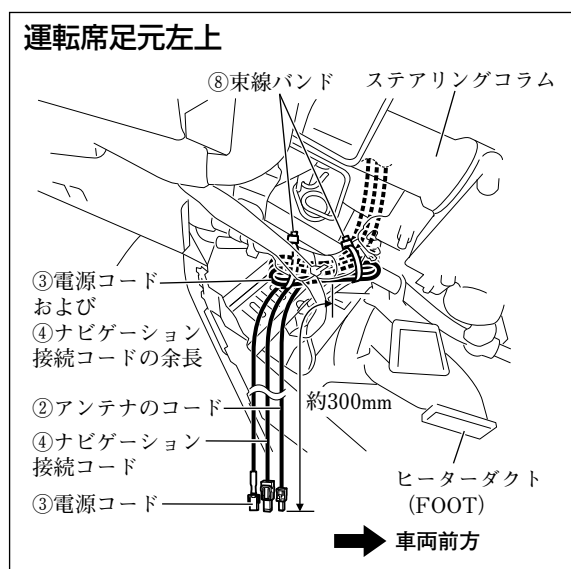 運転席足元左上
⑧束線バンド
ステアリングコラム
③電源コード
および
④ナビゲーション
接続コードの余長
②アンテナのコード
約300mm
④ナビゲーション
接続コード
③電源コード
ヒーターダクト
(FOOT)
車両前方